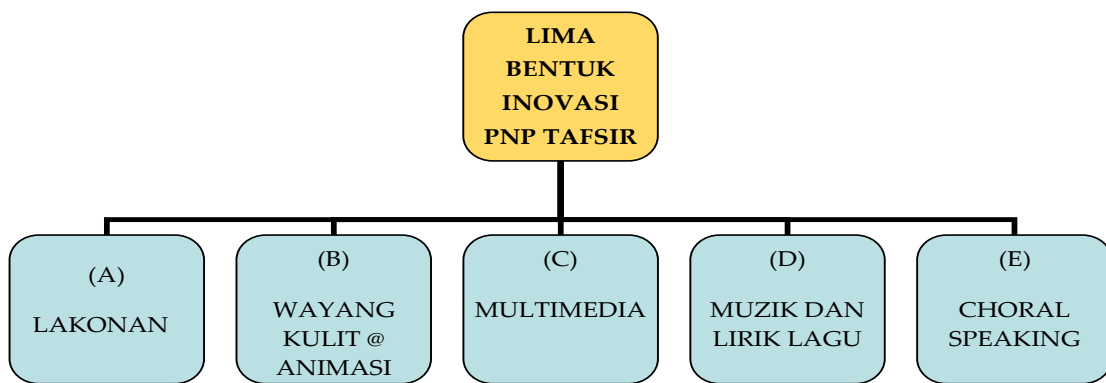 LIMA
BENTUK
INOVASI
PNP TAFSIR
(A)
LAKONAN
(B)
WAYANG
KULIT @
ANIMASI
(C)
MULTIMEDIA
(D)
MUZIK DAN
LIRIK LAGU
(E)
CHORAL
SPEAKING